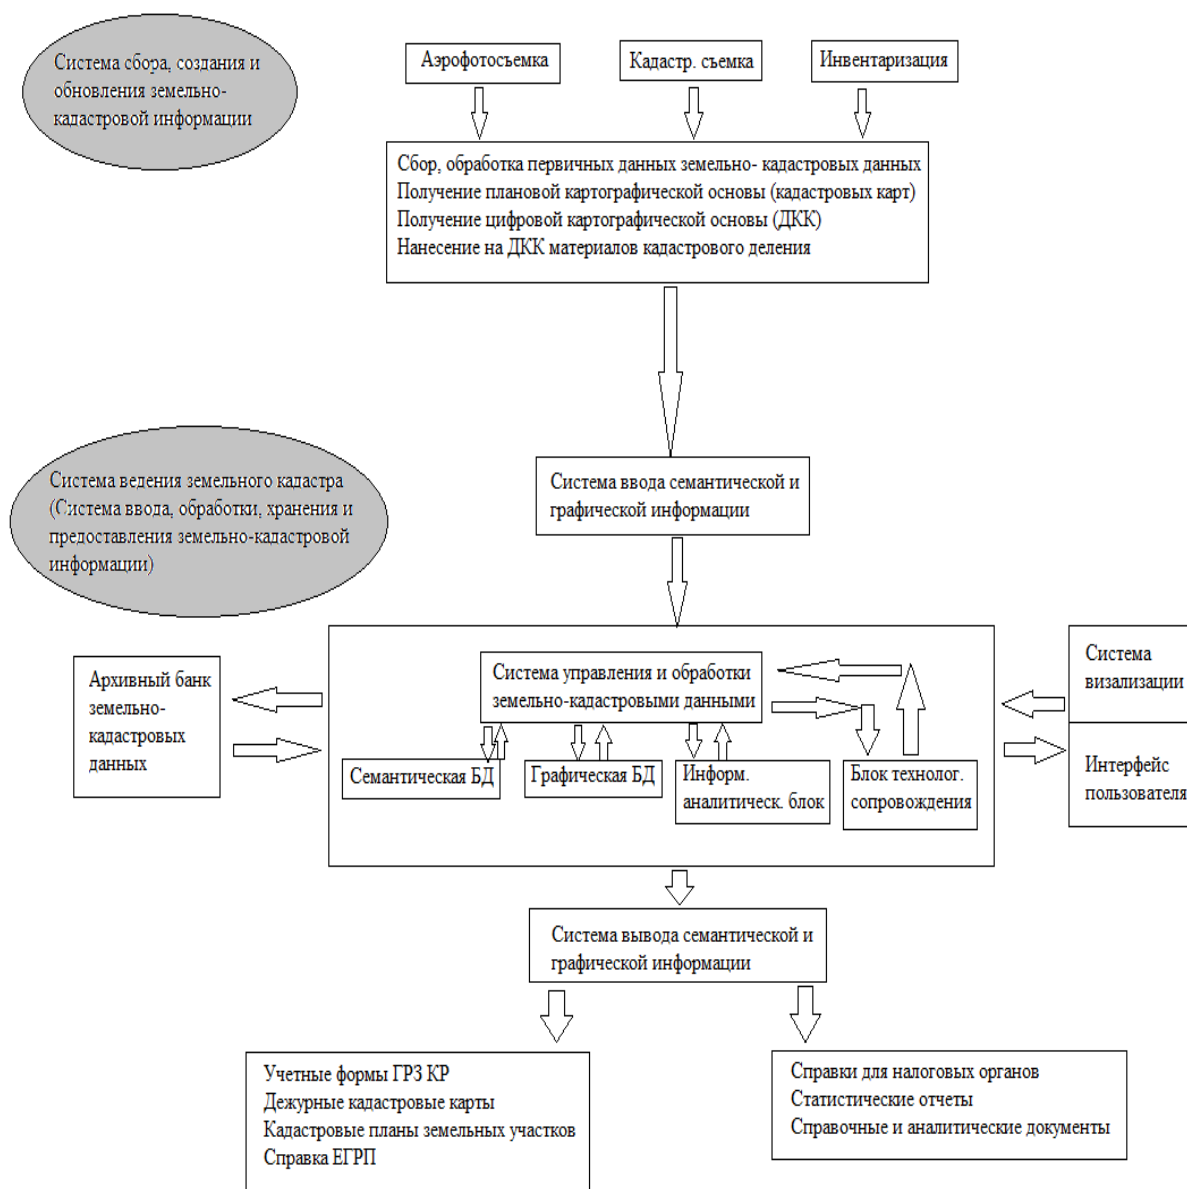 Система сбора, создания и
обновления земельно-
кадастровой информации
Аэрофотосъемка
Кадастр. съемка
Инвентаризация
Сбор, обработка первичных данных земельно- кадастровых данных
Получение плановой картографической основы (кадастровых карт)
Получение цифровой картографической основы (ДКК)
Нанесение на ДКК материалов кадастрового деления
Система ведения земельного кадастра
(Система ввода, обработки, хранения и
предоставления земельно-кадастровой
информации)
Система ввода семантической и
графической информации
Архивный банк
земельно-
кадастровых
данных
Система управления и обработки
земельно-кадастровыми данными
Семантическая БД
Графическая БД
Информ.
аналитическ. блок
Блок технолог.
сопровождения
Система
визализации
Интерфейс
пользователя
Система вывода семантической и
графической информации
Учетные формы ГРЗ КР
Дежурные кадастровые карты
Кадастровые планы земельных участков
Справка ЕГРП
Справки для налоговых органов
Статистические отчеты
Справочные и аналитические документы